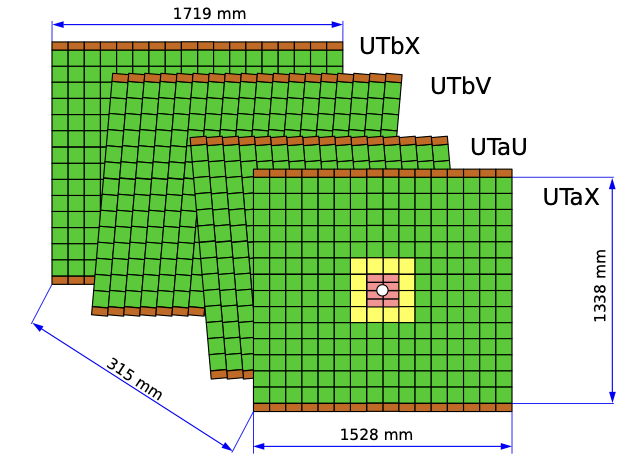 1719 mm
UTbX
UTbV
UTaU
UTaX
1338 mm
315 mm
1528 mm